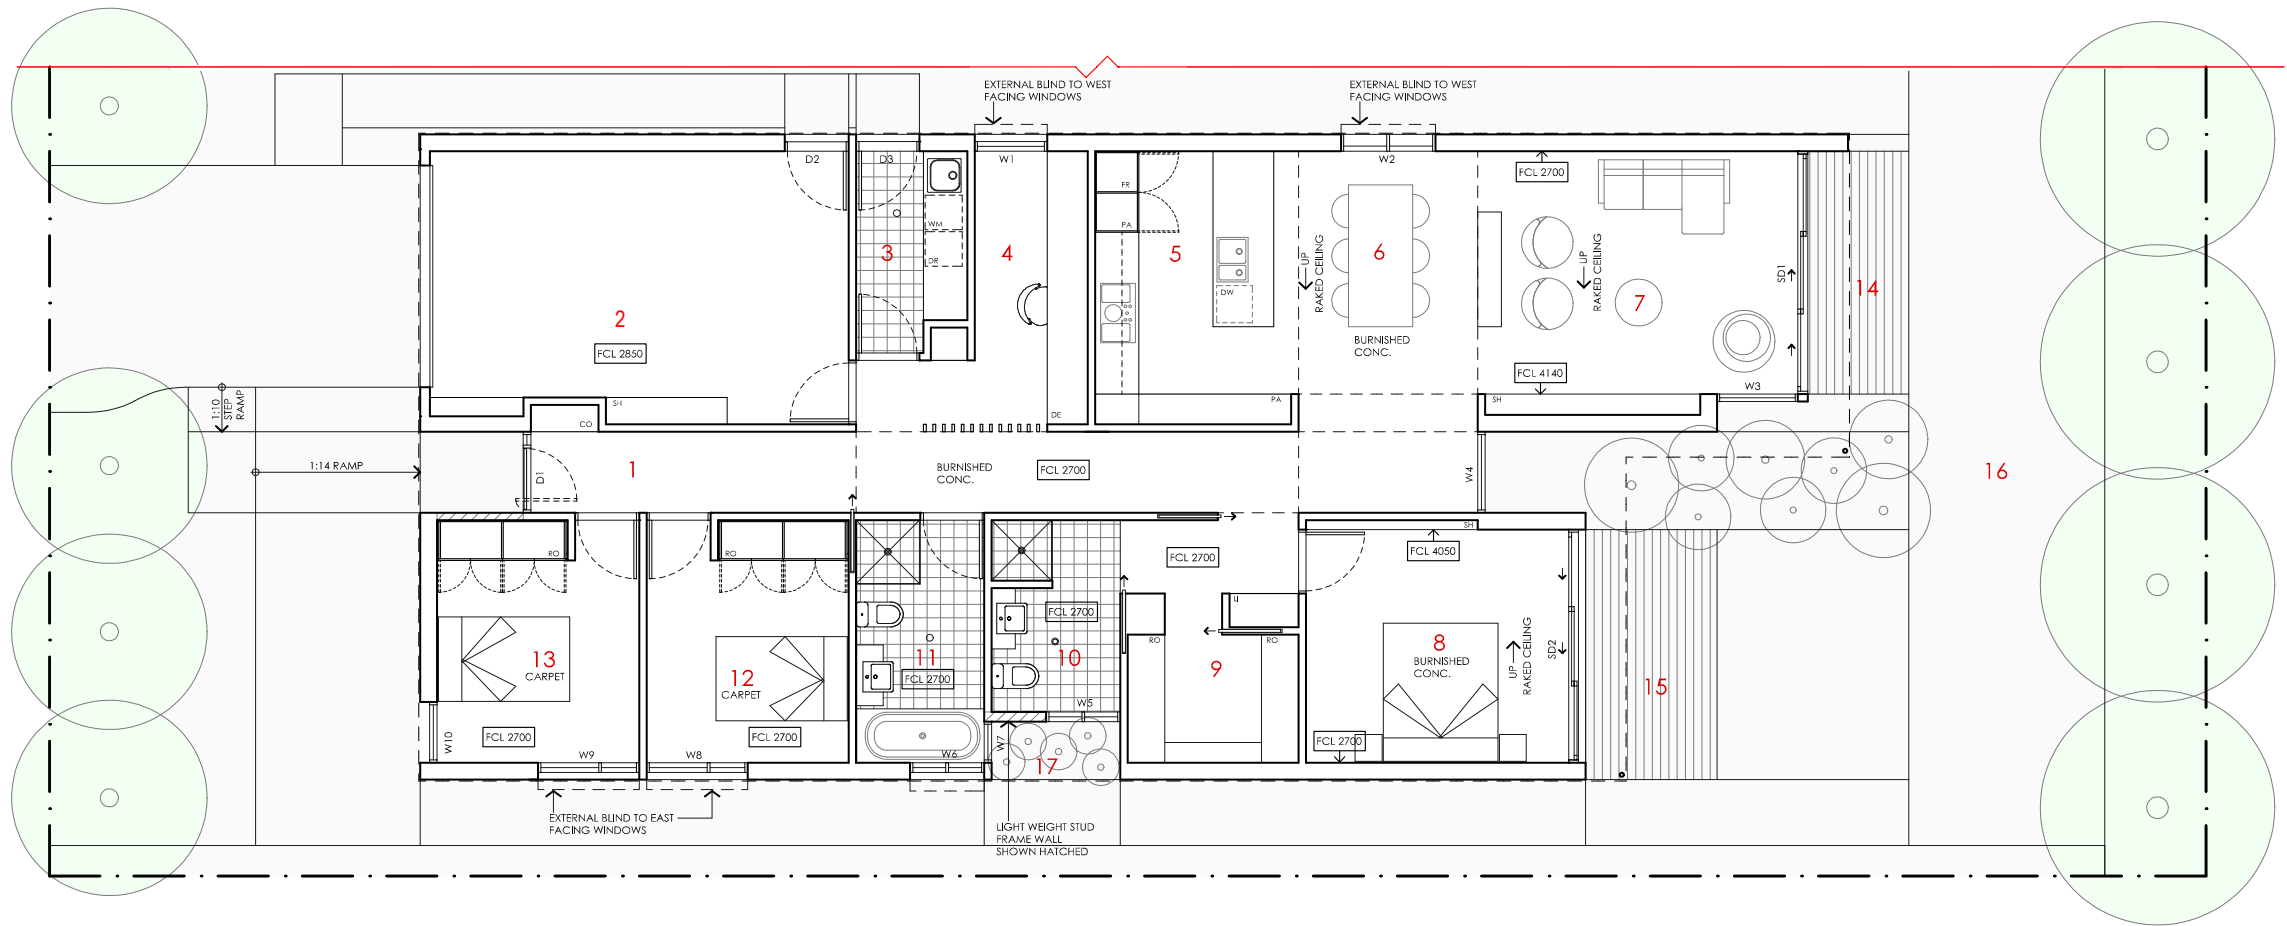 EXTERNAL BLIND TO WEST
FACING WINDOWS
EXTERNAL BLIND TO WEST
FACING WINDOWS
D2
D3
W1
W2
FCL 2700
FR
PA
WM
DR
3
4
5
6
UP
RAKED CEILING
UP
RAKED CEILING
SD1
14
7
DW
2
FCL 2850
BURNISHED
CONC.
FCL 4140
W3
1:10
STEP
RAMP
SH
CO
DE
PA
SH
1:14 RAMP
D1
1
BURNISHED
CONC.
FCL 2700
W4
16
RO
RO
SH
FCL 2700
FCL 4050
FCL 2700
LI
RO
RO
13
CARPET
12
CARPET
11
FCL 2700
10
9
8
BURNISHED
CONC.
UP
RAKED CEILING
SD2
15
W5
W10
FCL 2700
W9
W8
FCL 2700
W6
W7
17
FCL 2700
EXTERNAL BLIND TO EAST
FACING WINDOWS
LIGHT WEIGHT STUD
FRAME WALL
SHOWN HATCHED